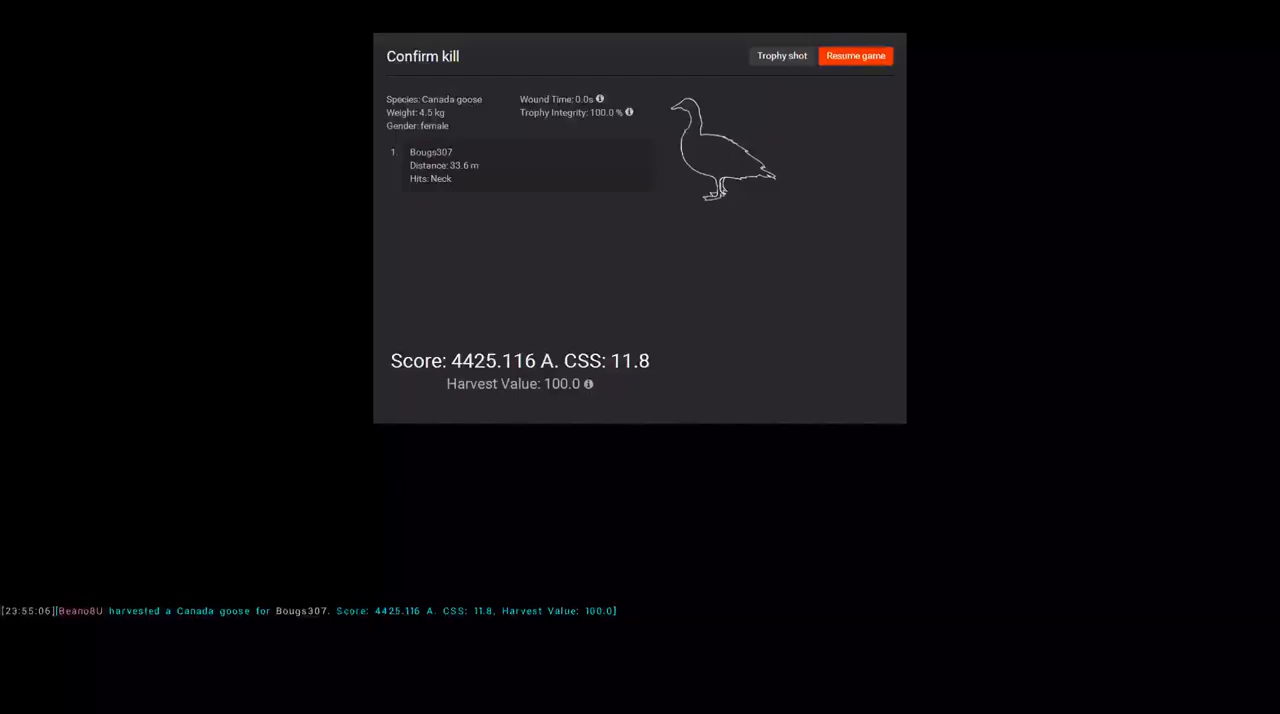 Confirm kill
Trophy shot
Resume game
Species: Canada goose
Weight: 4.5 kg
Gender: female
Wound Time: 0.0s
Trophy Integrity: 100.0 %
1.
Bougs307
Distance: 33.6 m
Hits: Neck
Score: 4425.116 A. CSS: 11.8
Harvest Value: 100.0
[23:55:06][Beano8U harvested a Canada goose for Bougs307. Score: 4425.116 A. CSS: 11.8, Harvest Value: 100.0]